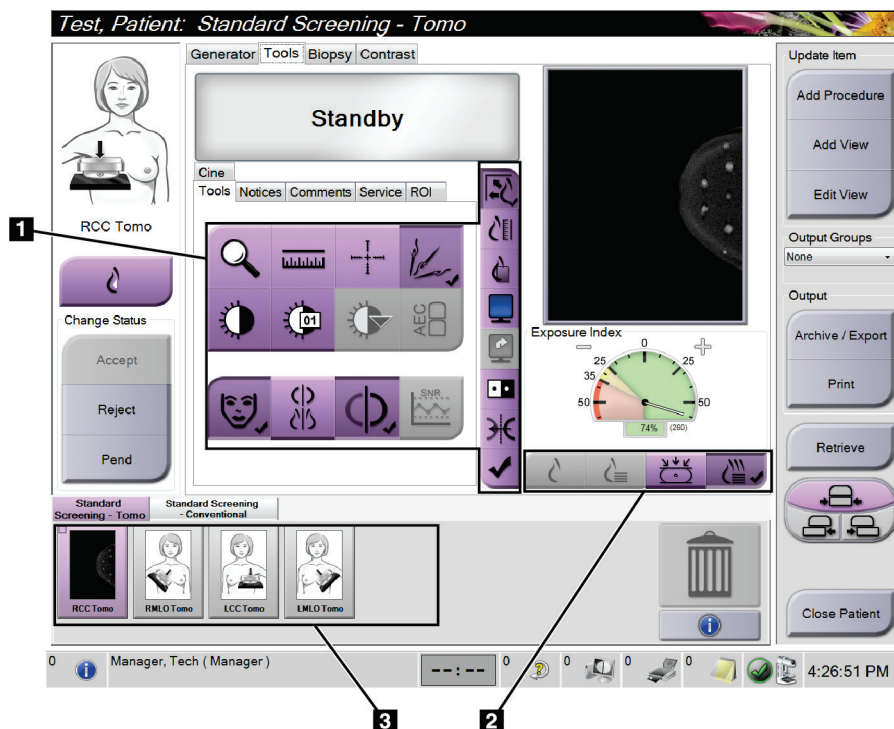 Test, Patient: Standard Screening - Tomo
Generator Tools Biopsy Contrast
Update Item
Add Procedure
Add View
Edit View
Standby
Cine
Tools Notices Comments Service ROI
RCC Tomo
1
01
AEC
SNR
Change Status
Accept
Reject
Pend
Output Groups
None
Output
Archive / Export
Print
Exposure Index
0
25 25
35
50 50
74% (260)
Retrieve
Standard
Screening - Tomo
Standard Screening
- Conventional
RCC Tomo RMLO Tomo LCC Tomo LMLO Tomo
Close Patient
0 Manager, Tech ( Manager ) --:-- 0 0 0 0 4:26:51 PM
3 2